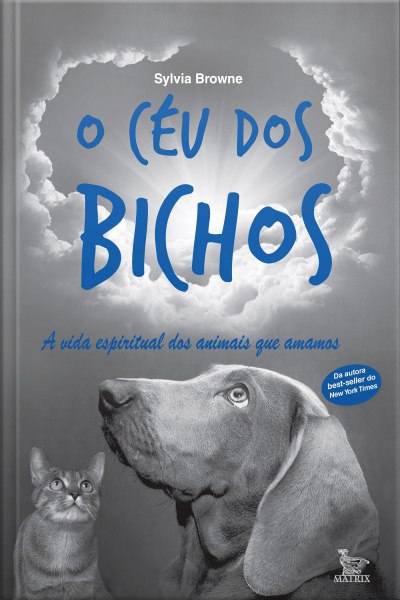 Sylvia Browne
O CÉU DOS
BICHOS
A vida espiritual dos animais que amamos
Da autora
best-seller do
New York Times
MATRIX